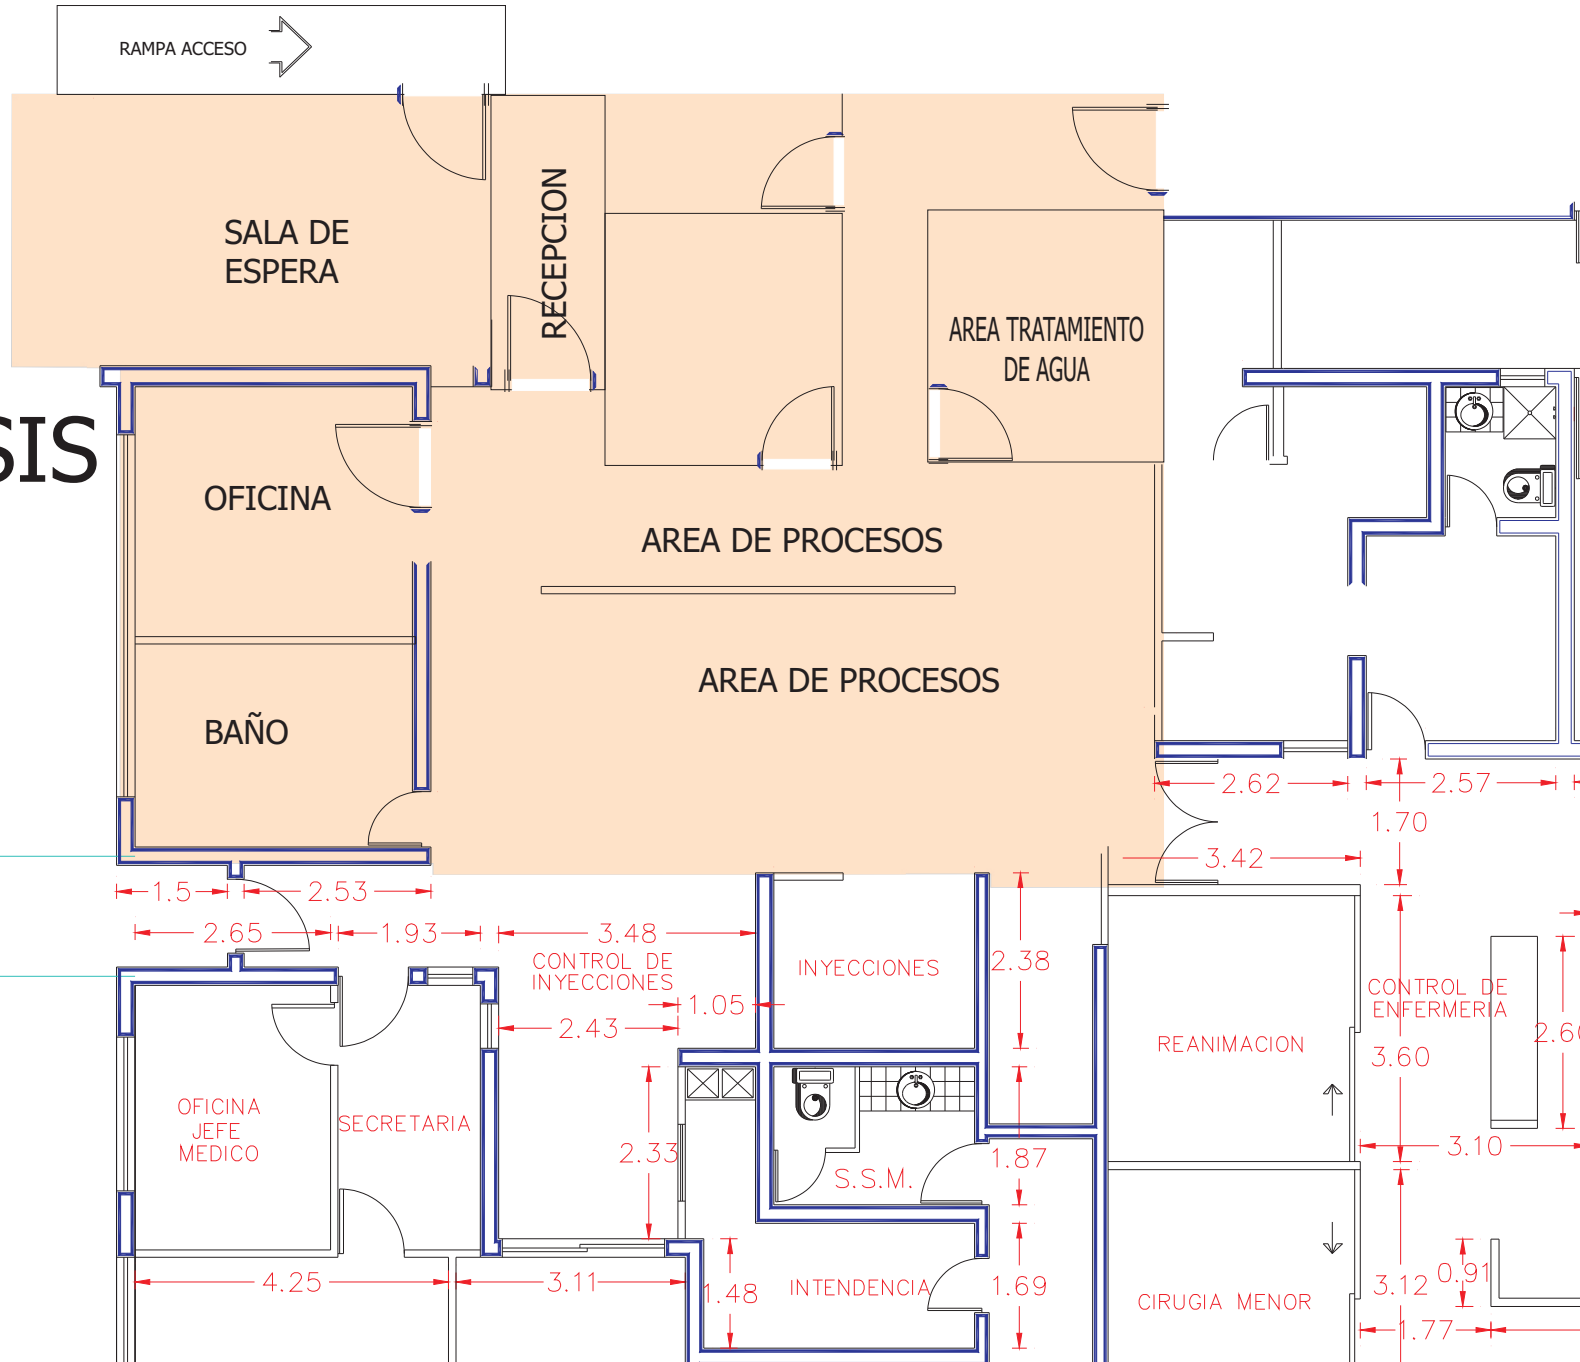 RAMPA ACCESO
SALA DE
ESPERA
RECEPCION
AREA TRATAMIENTO
DE AGUA
SIS
OFICINA
AREA DE PROCESOS
AREA DE PROCESOS
BAÑO
2.62
2.57
1.70
3.42
1.5
2.53
2.65
1.93
3.48
CONTROL DE
INYECCIONES
INYECCIONES
2.38
1.05
2.43
CONTROL DE
ENFERMERIA
REANIMACION
3.60
2.60
OFICINA
JEFE
MEDICO
SECRETARIA
2.33
S.S.M.
1.87
3.10
4.25
3.11
1.48
INTENDENCIA
1.69
CIRUGIA MENOR
3.12
0.91
1.77